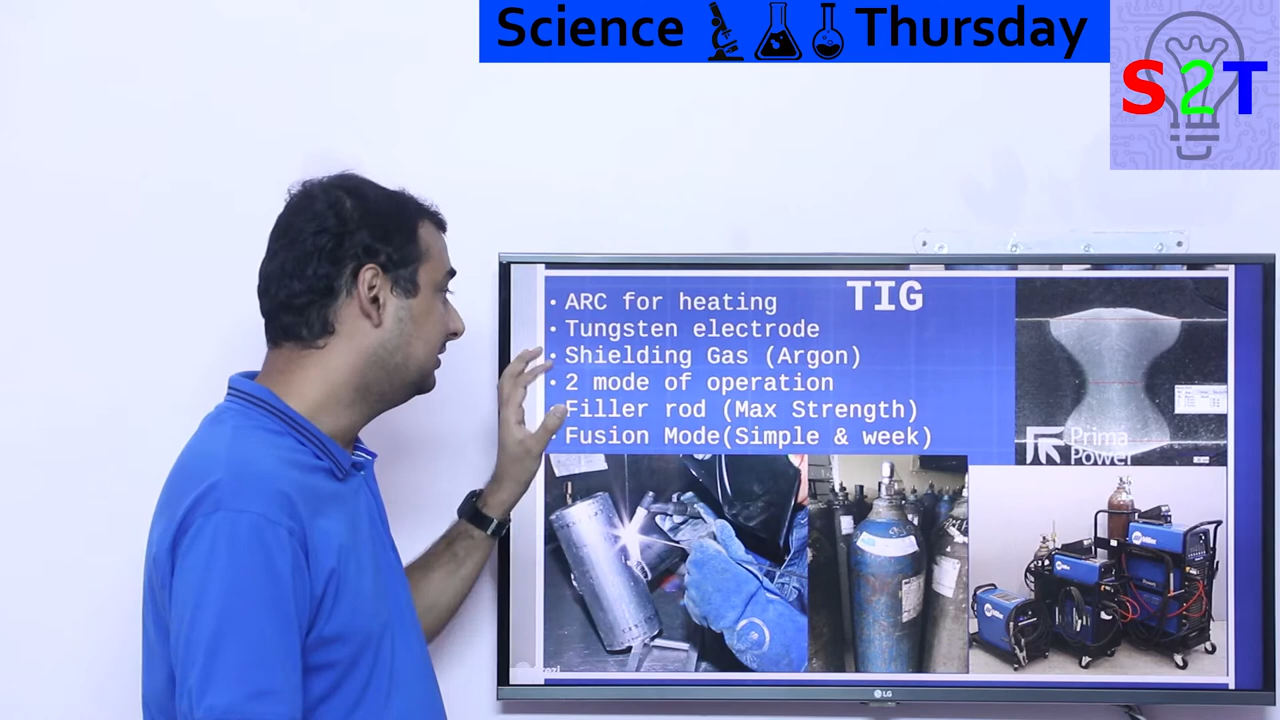 Science Thursday
S2T
TIG
• ARC for heating
• Tungsten electrode
• Shielding Gas (Argon)
• 2 mode of operation
• Filler rod (Max Strength)
• Fusion Mode(Simple & week)
Prima
Power
Miller
LG